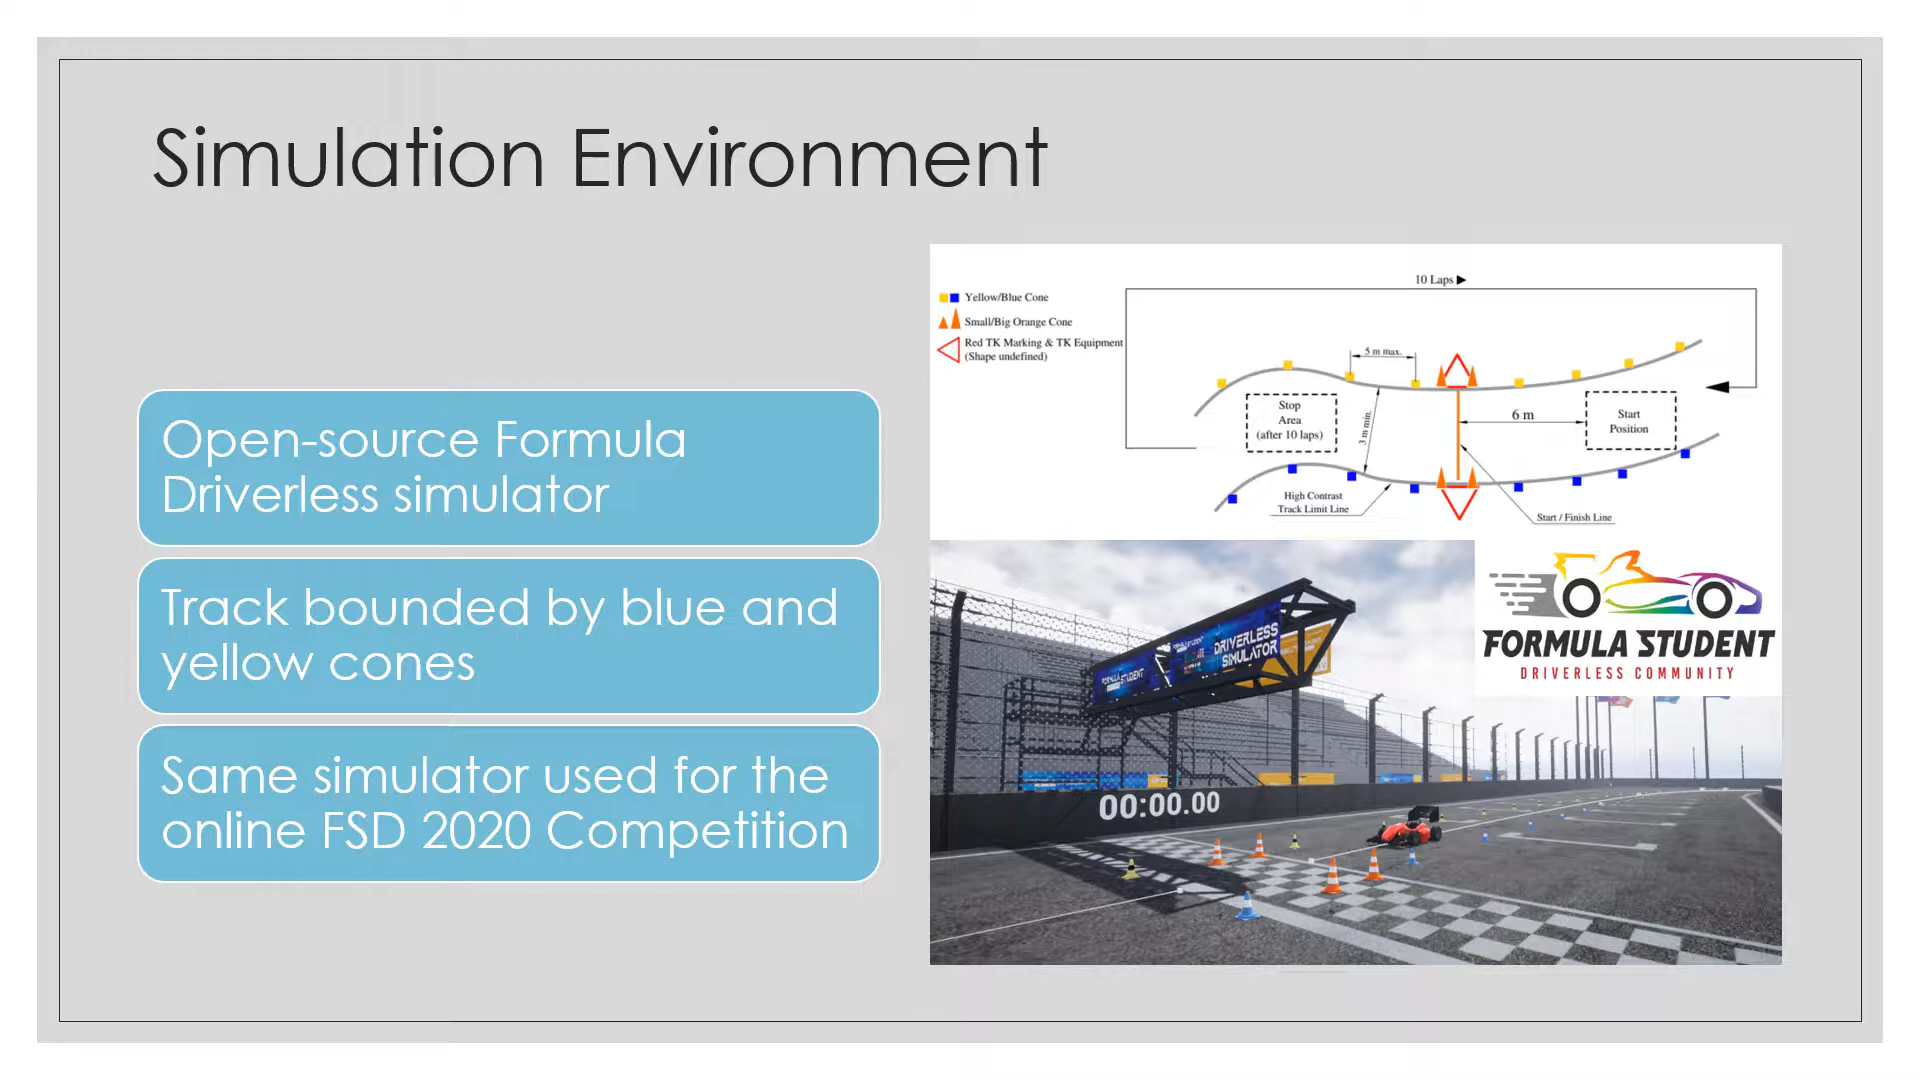 Simulation Environment
Open-source Formula
Driverless simulator
Track bounded by blue and
yellow cones
Same simulator used for the
online FSD 2020 Competition
10 Laps
Yellow/Blue Cone
Small/Big Orange Cone
Red TK Marking & TK Equipment
(Shape undefined)
5 m max.
Stop
Area
(after 10 laps)
3 m min.
6 m
Start
Position
High Contrast
Track Limit Line
Start / Finish Line
FORMULA STUDENT
DRIVERLESS COMMUNITY
DRIVERLESS
SIMULATOR
FORMULA STUDENT
00:00.00